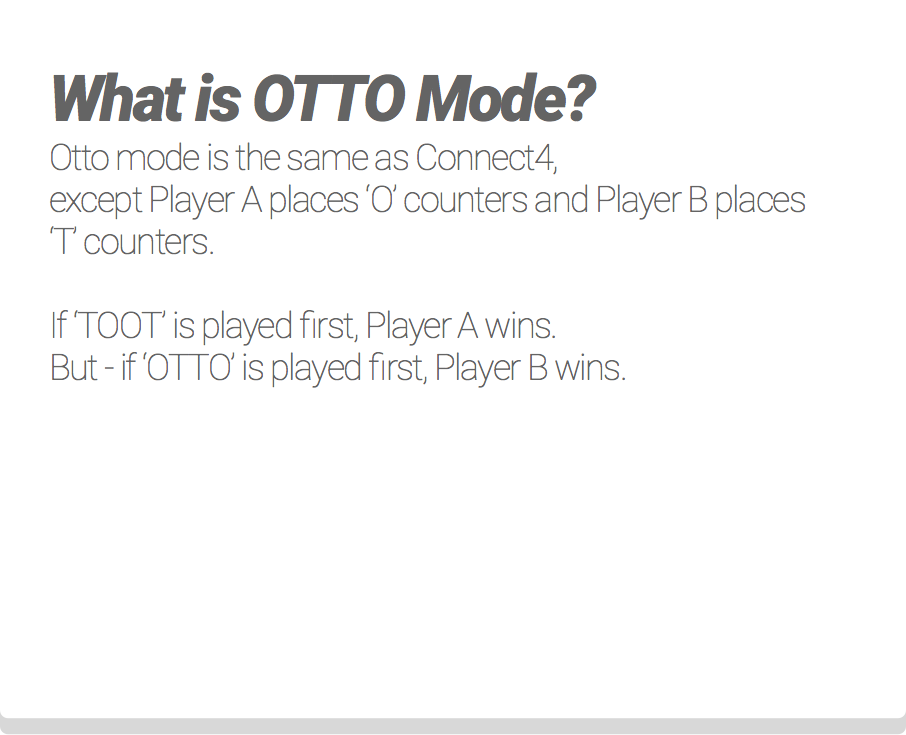 What is OTTO Mode?
Otto mode is the same as Connect4,
except Player A places ‘O’ counters and Player B places
‘T’ counters.
If ‘TOOT’ is played first, Player A wins.
But - if ‘OTTO’ is played first, Player B wins.